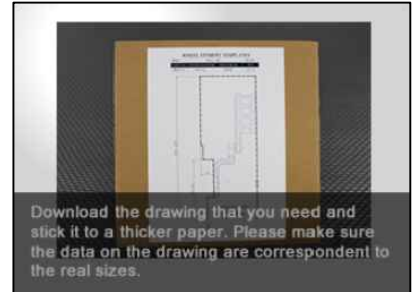 Download the drawing that you need and
stick it to a thicker paper. Please make sure
the data on the drawing are correspondent to
the real sizes.